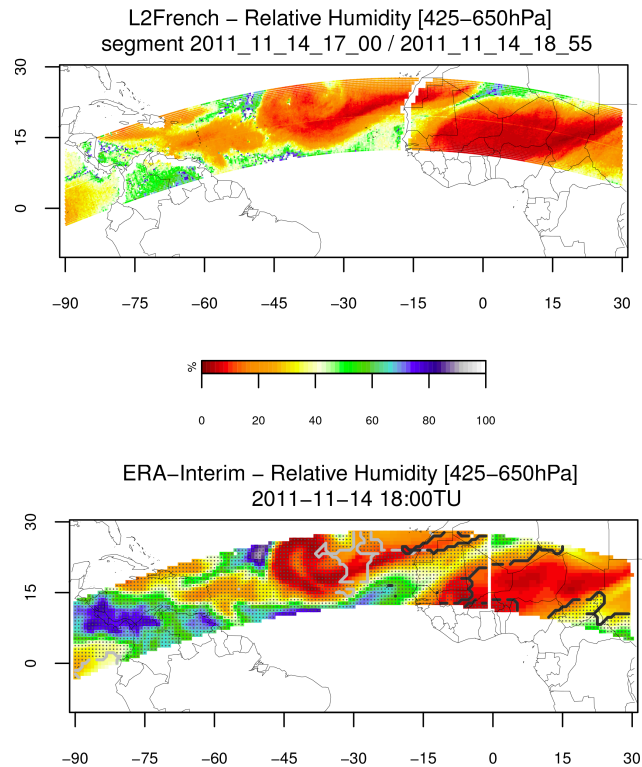 L2French − Relative Humidity [425−650hPa]
segment 2011_11_14_17_00 / 2011_11_14_18_55
30
15
0
−90 −75 −60 −45 −30 −15 0 15 30
%
0 20 40 60 80 100
ERA−Interim − Relative Humidity [425−650hPa]
2011−11−14 18:00TU
30
15
0
−90 −75 −60 −45 −30 −15 0 15 30